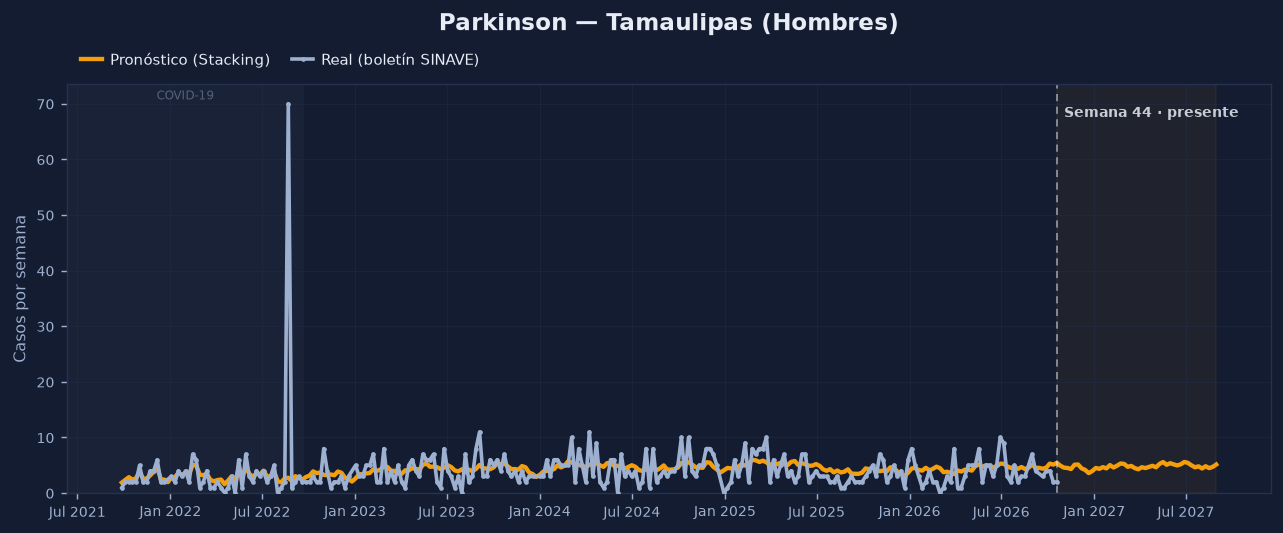 Parkinson — Tamaulipas (Hombres)
Pronóstico (Stacking)
Real (boletín SINAVE)
COVID-19
Semana 44 · presente
Casos por semana
70
60
50
40
30
20
10
0
Jul 2021
Jan 2022
Jul 2022
Jan 2023
Jul 2023
Jan 2024
Jul 2024
Jan 2025
Jul 2025
Jan 2026
Jul 2026
Jan 2027
Jul 2027